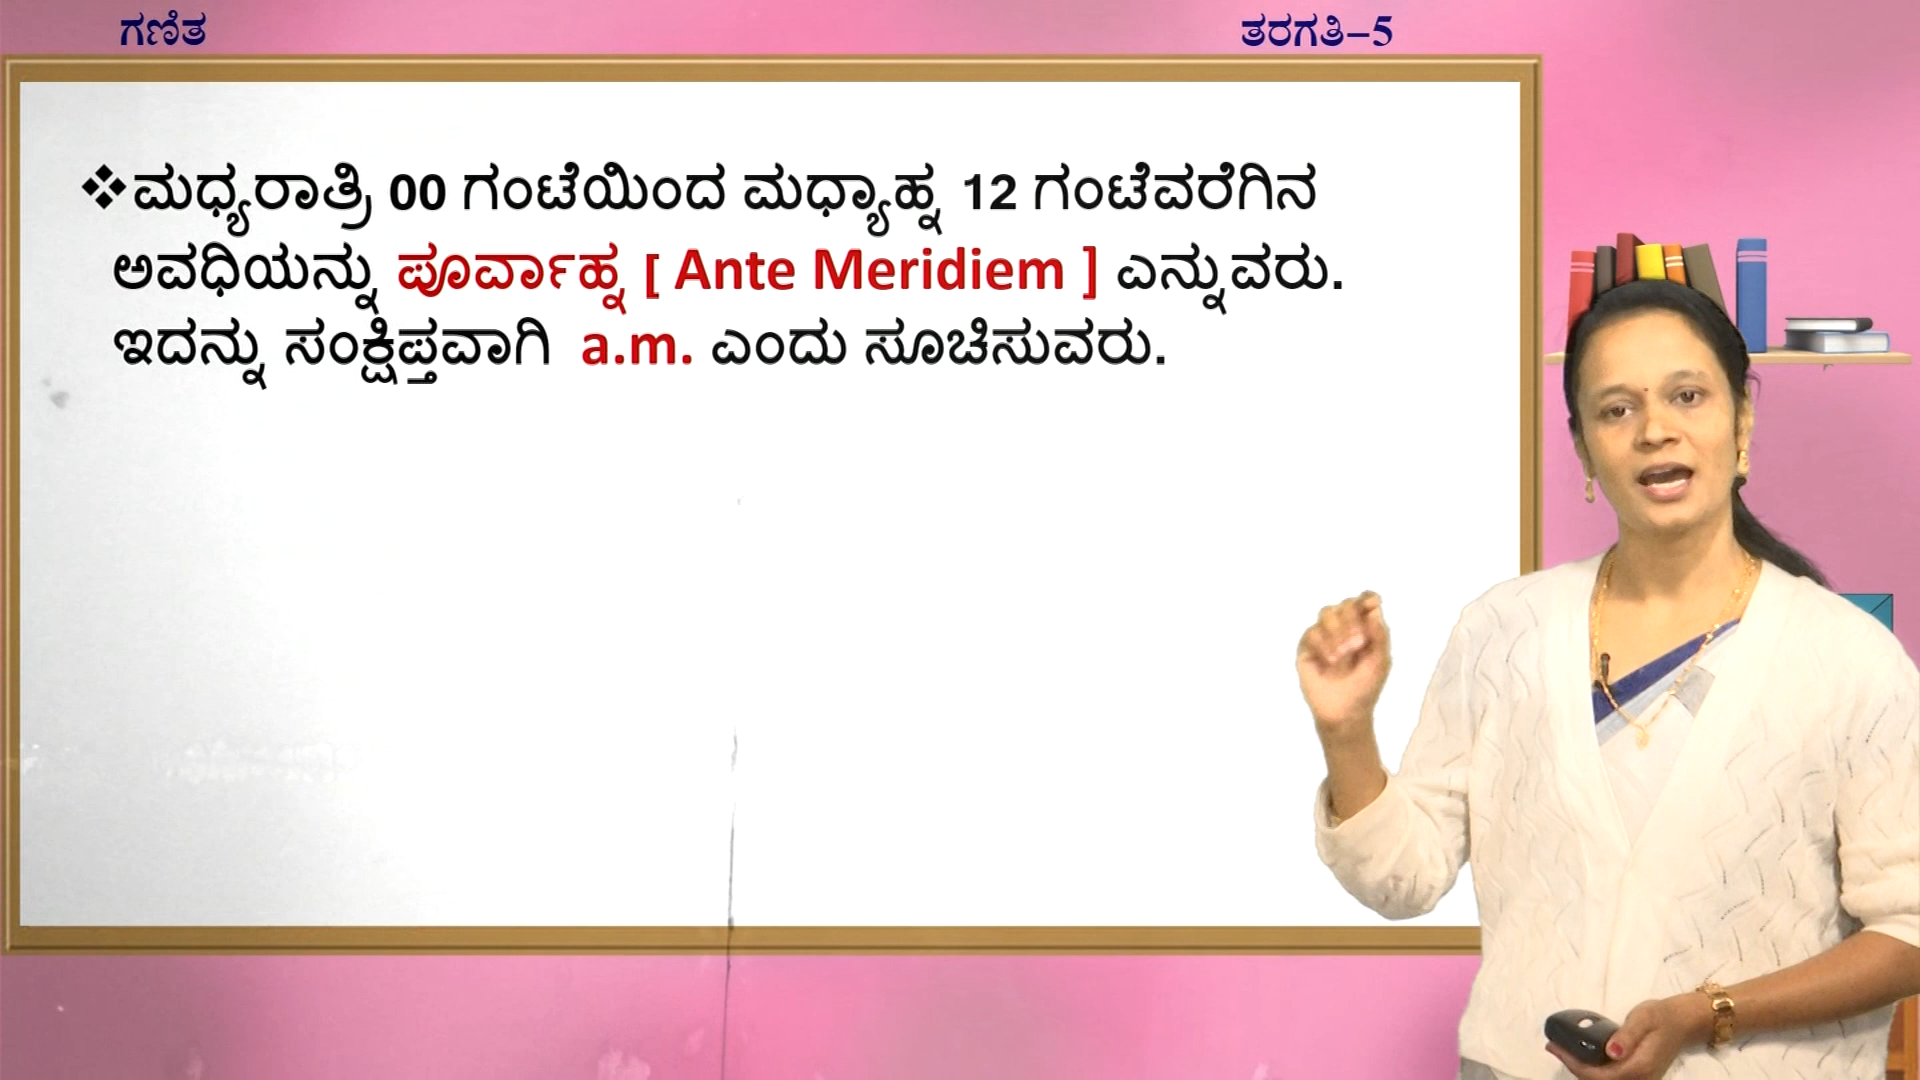 ಗಣಿತ
ತರಗತಿ–5
❖ಮಧ್ಯರಾತ್ರಿ 00 ಗಂಟೆಯಿಂದ ಮಧ್ಯಾಹ್ನ 12 ಗಂಟೆವರೆಗಿನ
ಅವಧಿಯನ್ನು ಪೂರ್ವಾಹ್ನ [ Ante Meridiem ] ಎನ್ನುವರು.
ಇದನ್ನು ಸಂಕ್ಷಿಪ್ತವಾಗಿ a.m. ಎಂದು ಸೂಚಿಸುವರು.